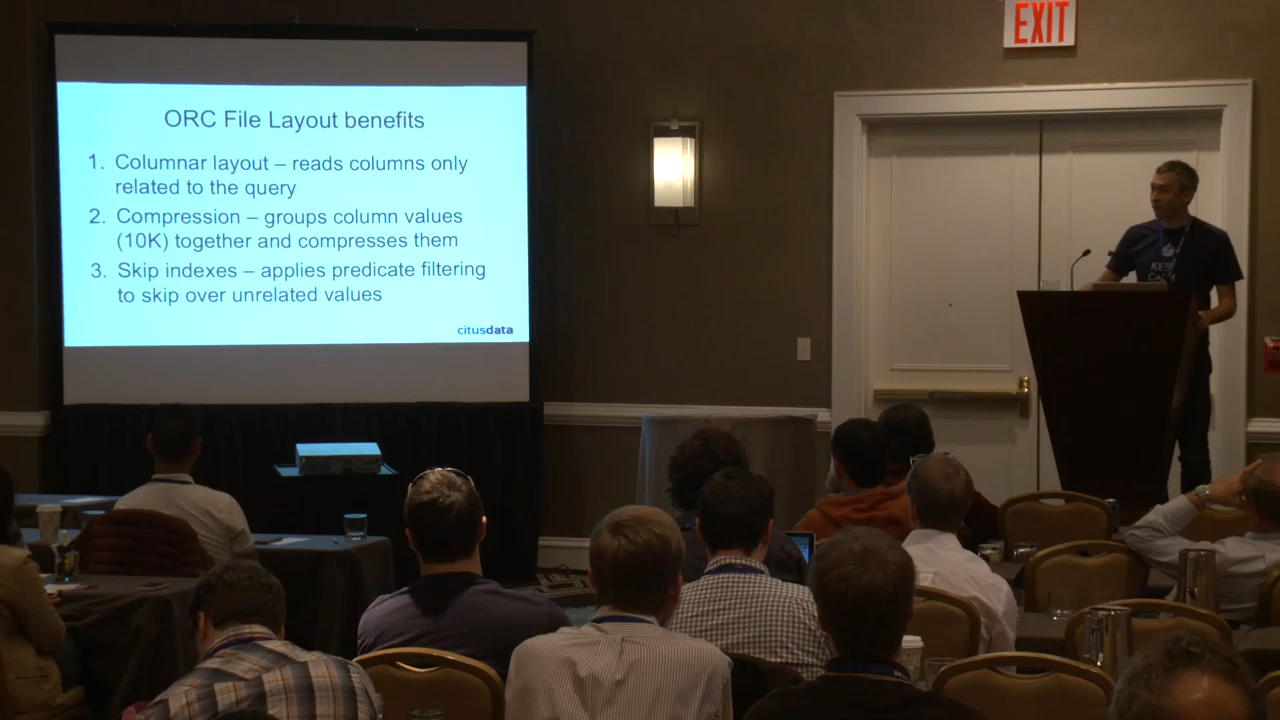 EXIT
ORC File Layout benefits
1. Columnar layout – reads columns only
related to the query
2. Compression – groups column values
(10K) together and compresses them
3. Skip indexes – applies predicate filtering
to skip over unrelated values
citusdata